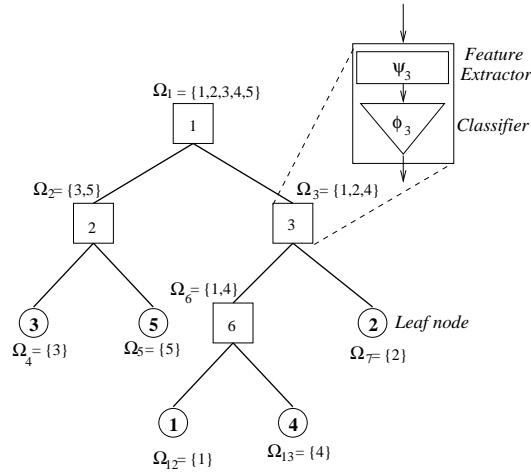 Feature
Extractor
Ψ₃
Classifier
ϕ₃
Ω₁ = {1,2,3,4,5}
1
Ω₂ = {3,5}
2
Ω₃ = {1,2,4}
3
Ω₆ = {1,4}
6
3
5
2
Leaf node
Ω₄ = {3}
Ω₅ = {5}
Ω₇ = {2}
1
4
Ω₁₂ = {1}
Ω₁₃ = {4}